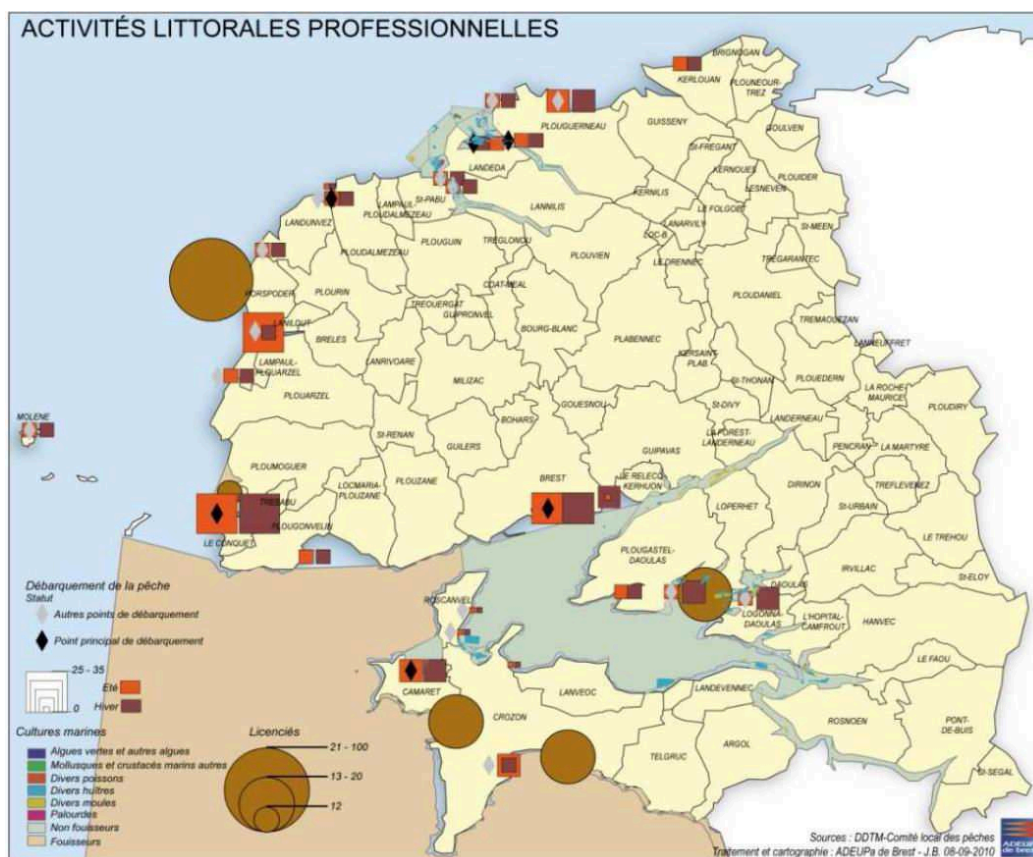 ACTIVITÉS LITTORALES PROFESSIONNELLES
BRIGNOGAN
KERLOUAN
PLOUNEOUR-
TREZ
PLOUGUERNEAU
GUISSENY
GOULVEN
ST-FREGANT
KERNOUES
PLOUIDER
LANDEDA
LESNEVEN
KERNILIS
LE FOLGOET
LANNILIS
LANARVILY
ST-MEEN
LAMPAUL-
PLOUDALMEZEAU
St-PABU
LANDUNVEZ
PLOUDALMEZEAU
PLOUGUIN
TREGLONOU
PLOUVIEN
LOC-B
LE DRENNEC
TREGARANTEC
COAT-MEAL
PLOUDANIEL
PORSPODER
PLOURIN
TREOUERGAT
GUIPRONVEL
BOURG-BLANC
TREMAOUEZAN
LANILDUT
BRELES
PLABENNEC
LANNEUFFRET
LAMPAUL-
PLOUARZEL
LANRIVOARE
KERSAINT-
PLAB.
PLOUEDERN
LA ROCHE-
MAURICE
PLOUARZEL
MILIZAC
GOUESNOU
St-THONAN
ST-DIVY
PLOUDIRY
MOLENE
St-RENAN
BOHARS
LA FOREST-
LANDERNEAU
LANDERNEAU
PENCRAN
LA MARTYRE
GUILERS
GUIPAVAS
PLOUMOGUER
LOCMARIA-
PLOUZANE
PLOUZANE
BREST
DE RELECQ
KERHUON
DIRINON
TREFLEVENEZ
TREBABU
LOPERHET
St-URBAIN
PLOUGONVELIN
LE CONQUET
LE TREHOU
PLOUGASTEL-
DAOULAS
IRVILLAC
St-ELOY
DAOULAS
LOGONNA-
DAOULAS
L'HOPITAL-
CAMFROUT
HANVEC
ROSCANVEL
LE FAOU
CAMARET
LANVEOC
LANDEVENNEC
CROZON
ROSNOEN
PONT-
DE-BUIS
TELGRUC
ARGOL
St-SEGAL
Débarquement de la pêche
Statut
Autres points de débarquement
Point principal de débarquement
25 - 35
0
Eté
Hiver
Cultures marines
Algues vertes et autres algues
Mollusques et crustacés marins autres
Divers poissons
Divers huîtres
Divers moules
Palourdes
Non fouisseurs
Fouisseurs
Licenciés
21 - 100
13 - 20
12
Sources : DDTM-Comité local des pêches
Traitement et cartographie : ADEUPa de Brest - J.B. 08-09-2010
ADEUPa
de brest